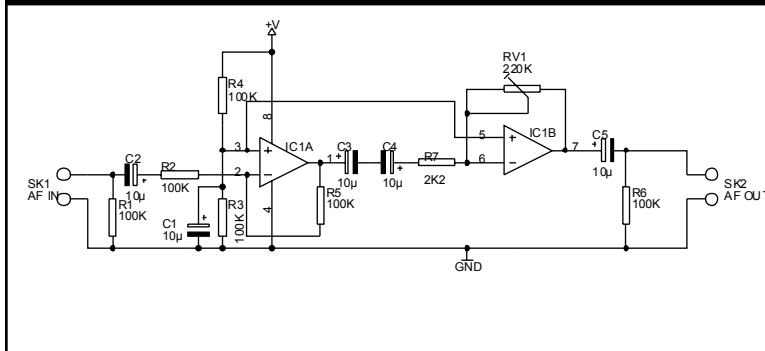 +V
RV1
220K
R4
100K
8
3
2
IC1A
1
C3
10µ
C4
10µ
R7
2K2
5
6
IC1B
7
C5
10µ
SK1
AF IN
C2
10µ
R2
100K
R1
100K
C1
10µ
R3
100K
4
R5
100K
R6
100K
SK2
AF OUT
GND